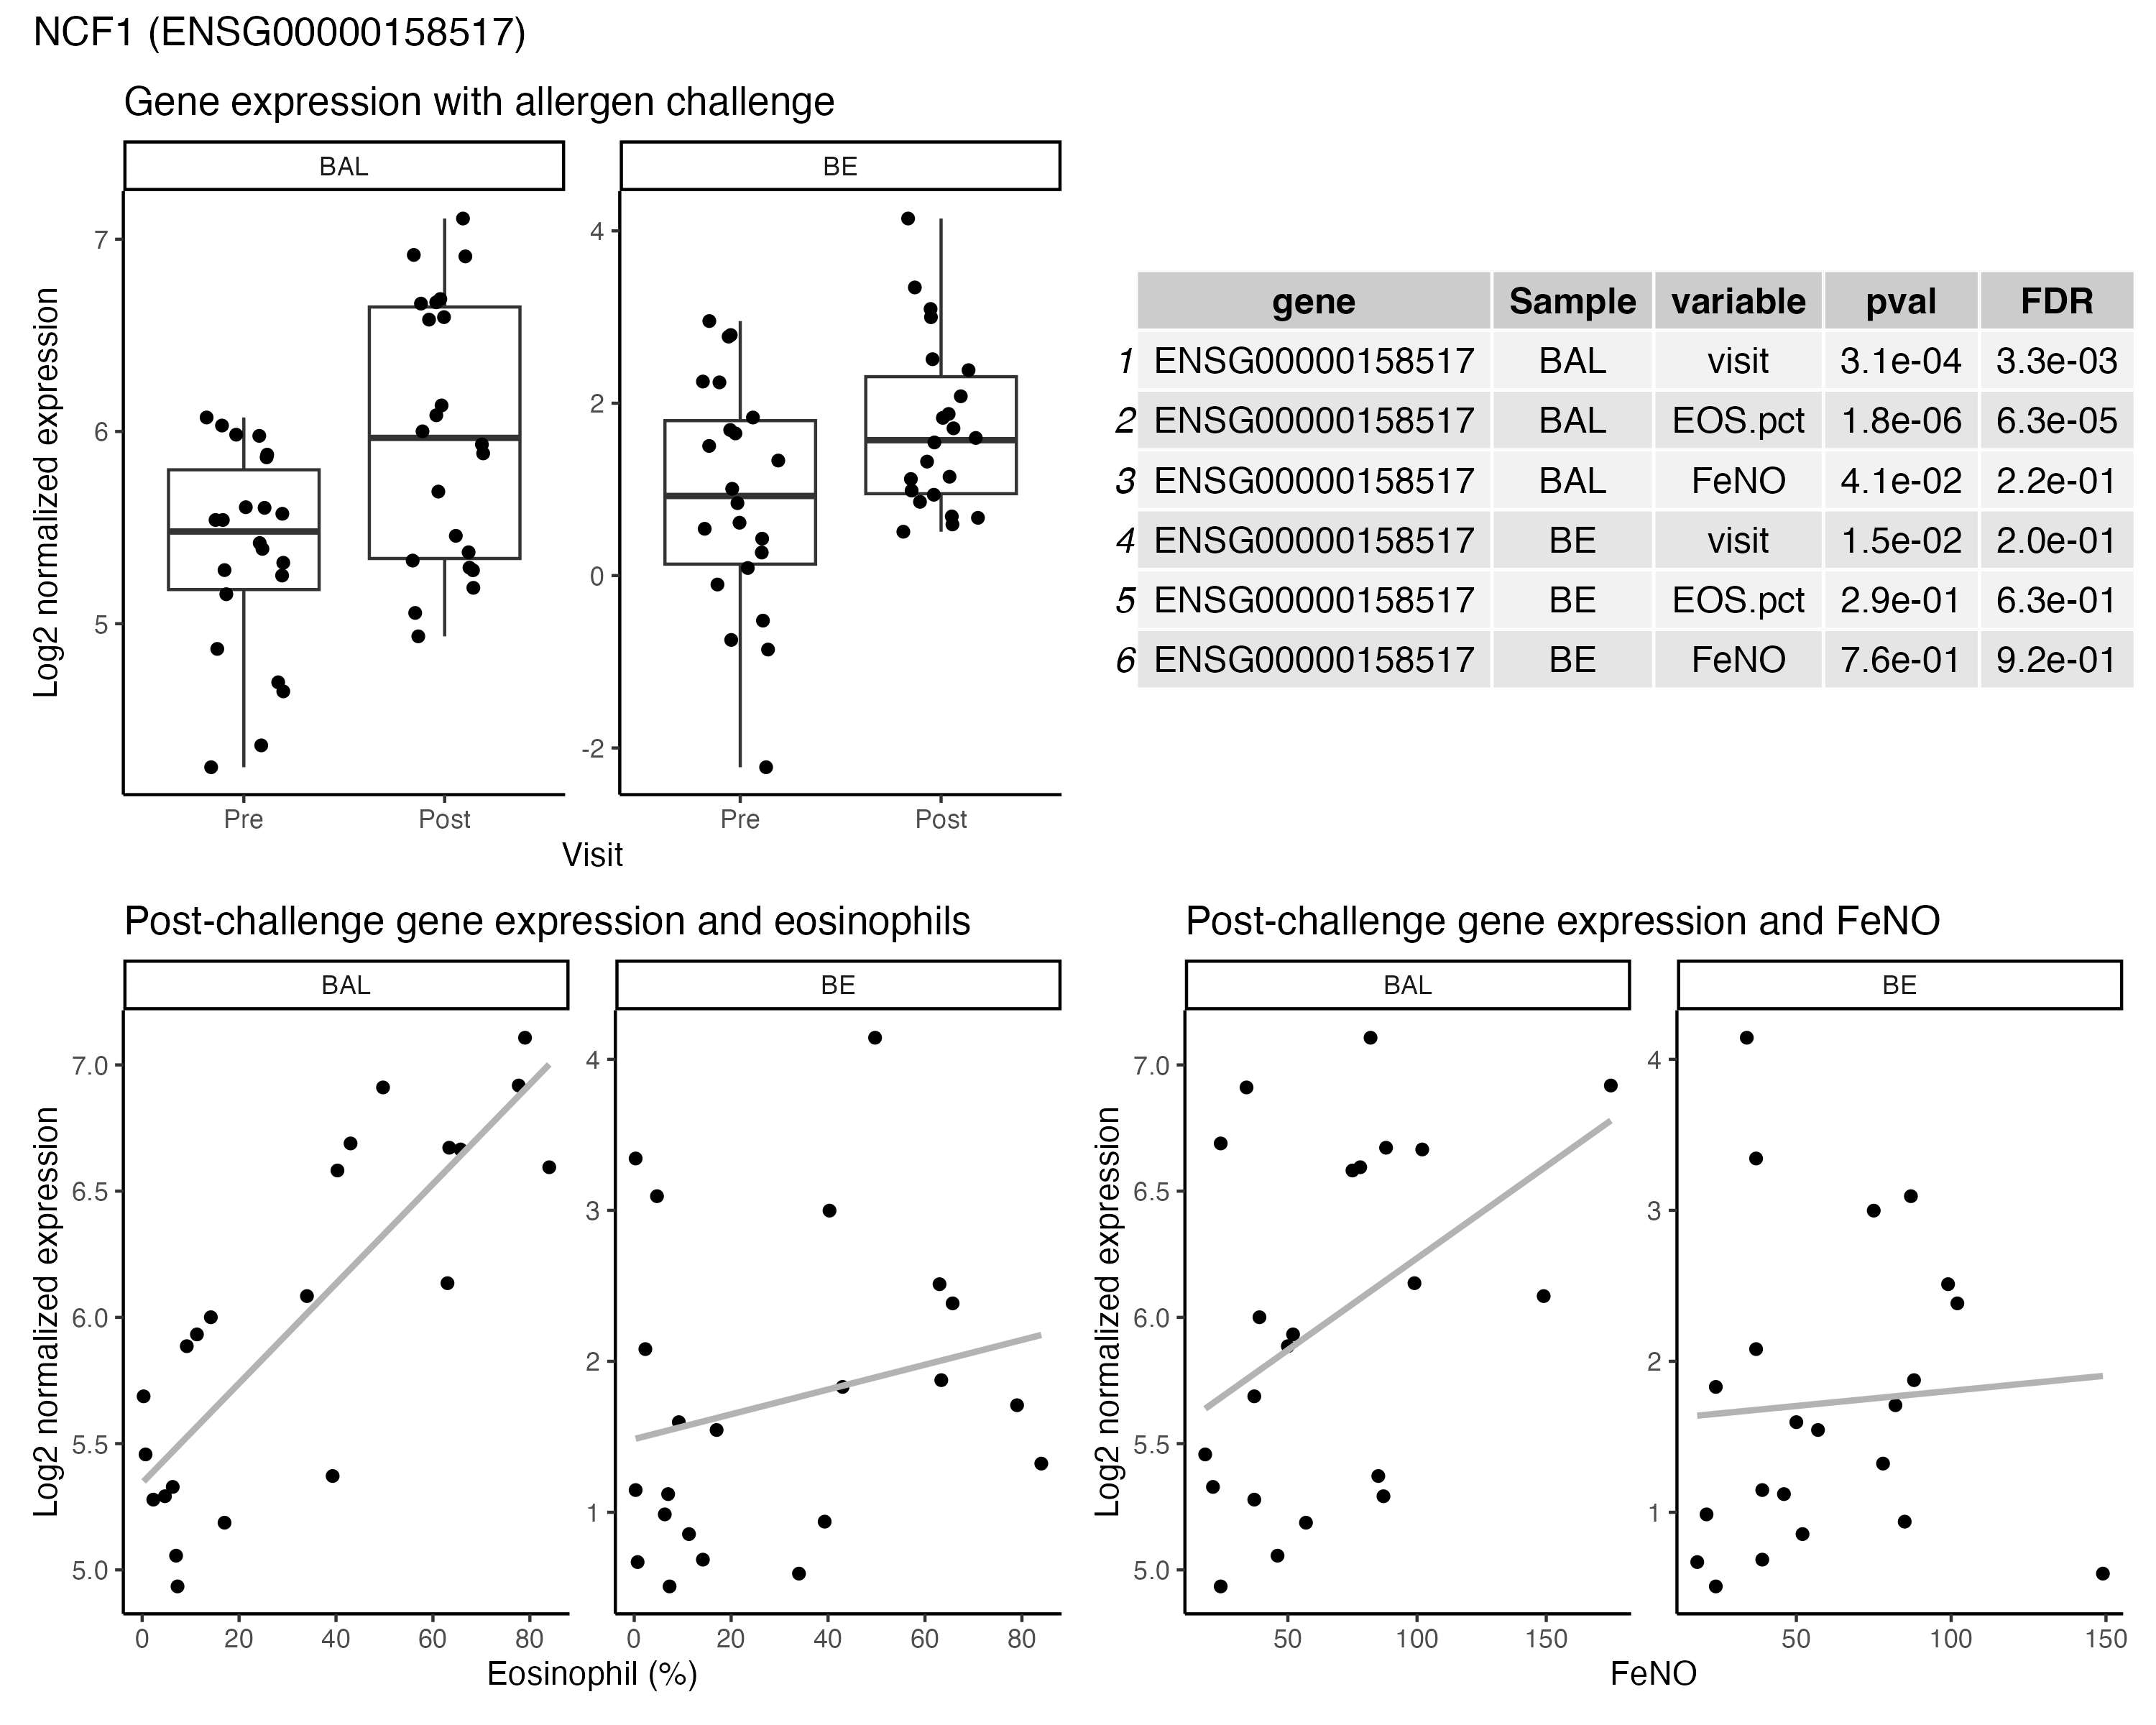 NCF1 (ENSG00000158517)
Gene expression with allergen challenge
BAL
BE
Log2 normalized expression
7
6
5
4
2
0
-2
Pre
Post
Pre
Post
Visit
gene Sample variable pval FDR
1 ENSG00000158517 BAL visit 3.1e-04 3.3e-03
2 ENSG00000158517 BAL EOS.pct 1.8e-06 6.3e-05
3 ENSG00000158517 BAL FeNO 4.1e-02 2.2e-01
4 ENSG00000158517 BE visit 1.5e-02 2.0e-01
5 ENSG00000158517 BE EOS.pct 2.9e-01 6.3e-01
6 ENSG00000158517 BE FeNO 7.6e-01 9.2e-01
Post-challenge gene expression and eosinophils
BAL
BE
Log2 normalized expression
7.0
6.5
6.0
5.5
5.0
4
3
2
1
0 20 40 60 80
0 20 40 60 80
Eosinophil (%)
Post-challenge gene expression and FeNO
BAL
BE
Log2 normalized expression
7.0
6.5
6.0
5.5
5.0
4
3
2
1
50 100 150
50 100 150
FeNO